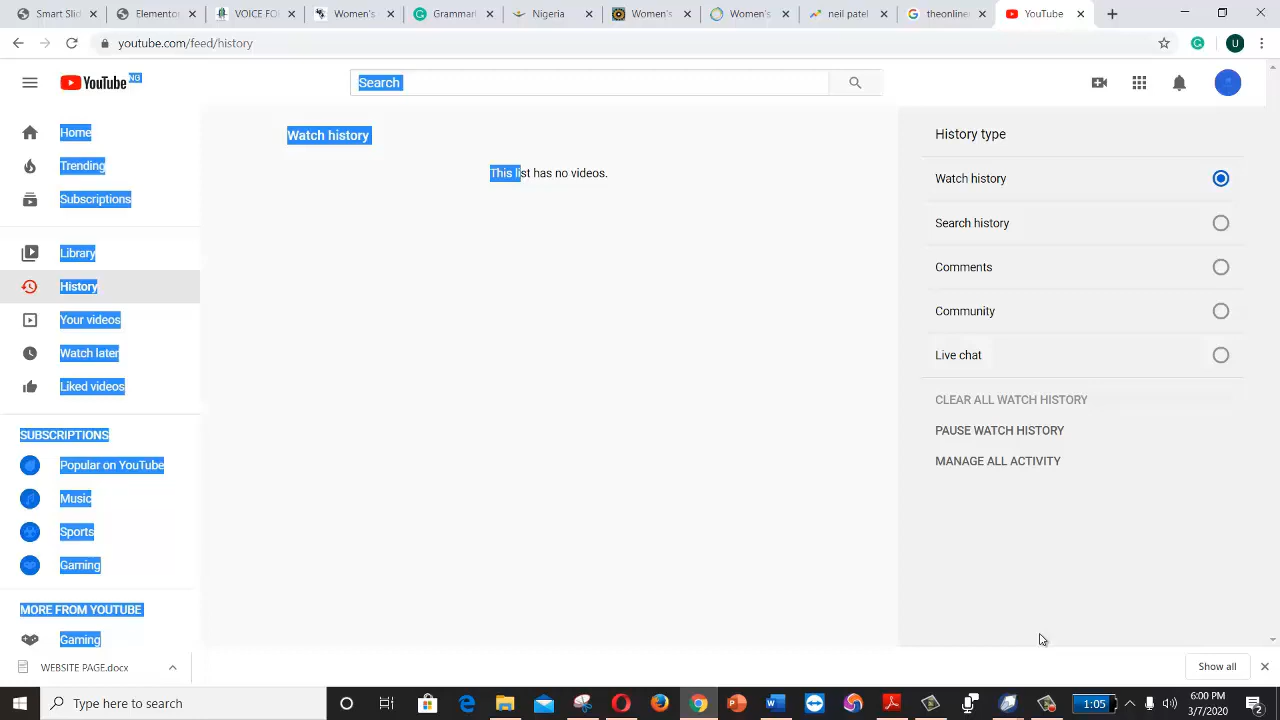 Smart Sli
Elementor
VOICE FO
Women's
Grammarl
Nigeria
Women's
Women's
neil patel
theonline
YouTube
youtube.com/feed/history
U
YouTube NG
Search
Home
Trending
Subscriptions
Library
History
Your videos
Watch later
Liked videos
SUBSCRIPTIONS
Popular on YouTube
Music
Sports
Gaming
MORE FROM YOUTUBE
Gaming
Watch history
This list has no videos.
History type
Watch history
Search history
Comments
Community
Live chat
CLEAR ALL WATCH HISTORY
PAUSE WATCH HISTORY
MANAGE ALL ACTIVITY
WEBSITE PAGE.docx
Show all
Type here to search
1:05
6:00 PM
3/7/2020
2